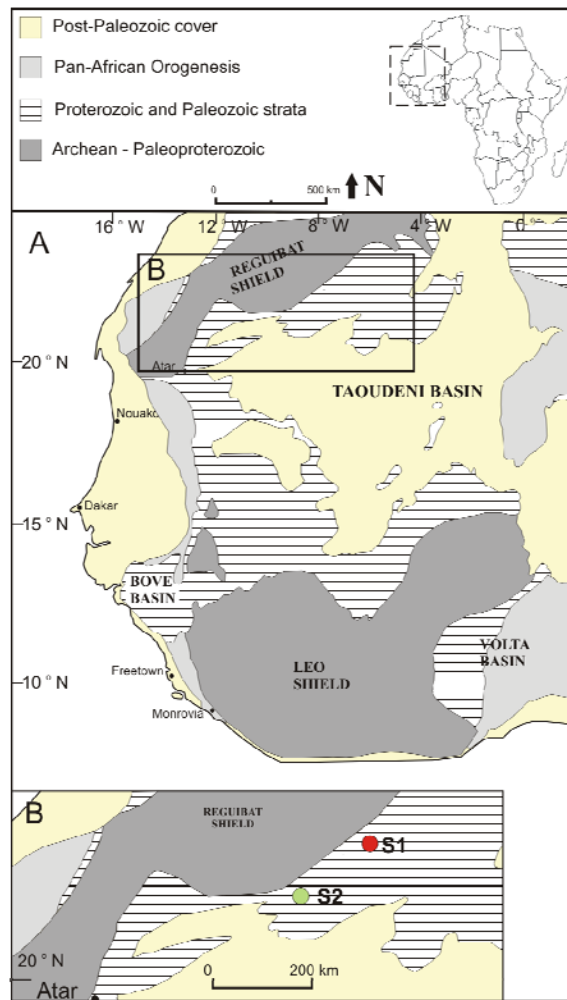 Post-Paleozoic cover
Pan-African Orogenesis
Proterozoic and Paleozoic strata
Archean - Paleoproterozoic
0 500 km
N
A
16 ° W 12 ° W 8 ° W 4 ° W 6 °
B
REGUIBAT
SHIELD
20 ° N
Atar
TAOUDENI BASIN
Nouako
Dakar
15 ° N
BOVE
BASIN
VOLTA
BASIN
LEO
SHIELD
Freetown
10 ° N
Monrovia
B
REGUIBAT
SHIELD
S1
S2
20 ° N
0 200 km
Atar